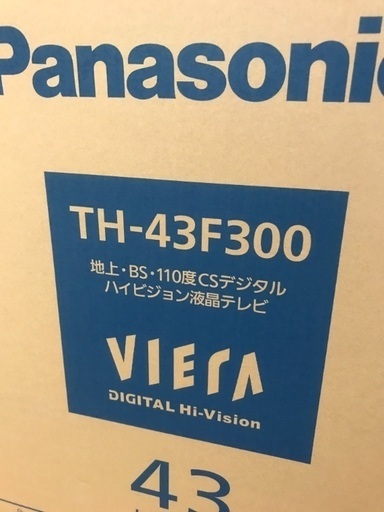 Panasonic
TH-43F300
地上・BS・110度CSデジタル
ハイビジョン液晶テレビ
VIErA
DIGITAL Hi-Vision
43